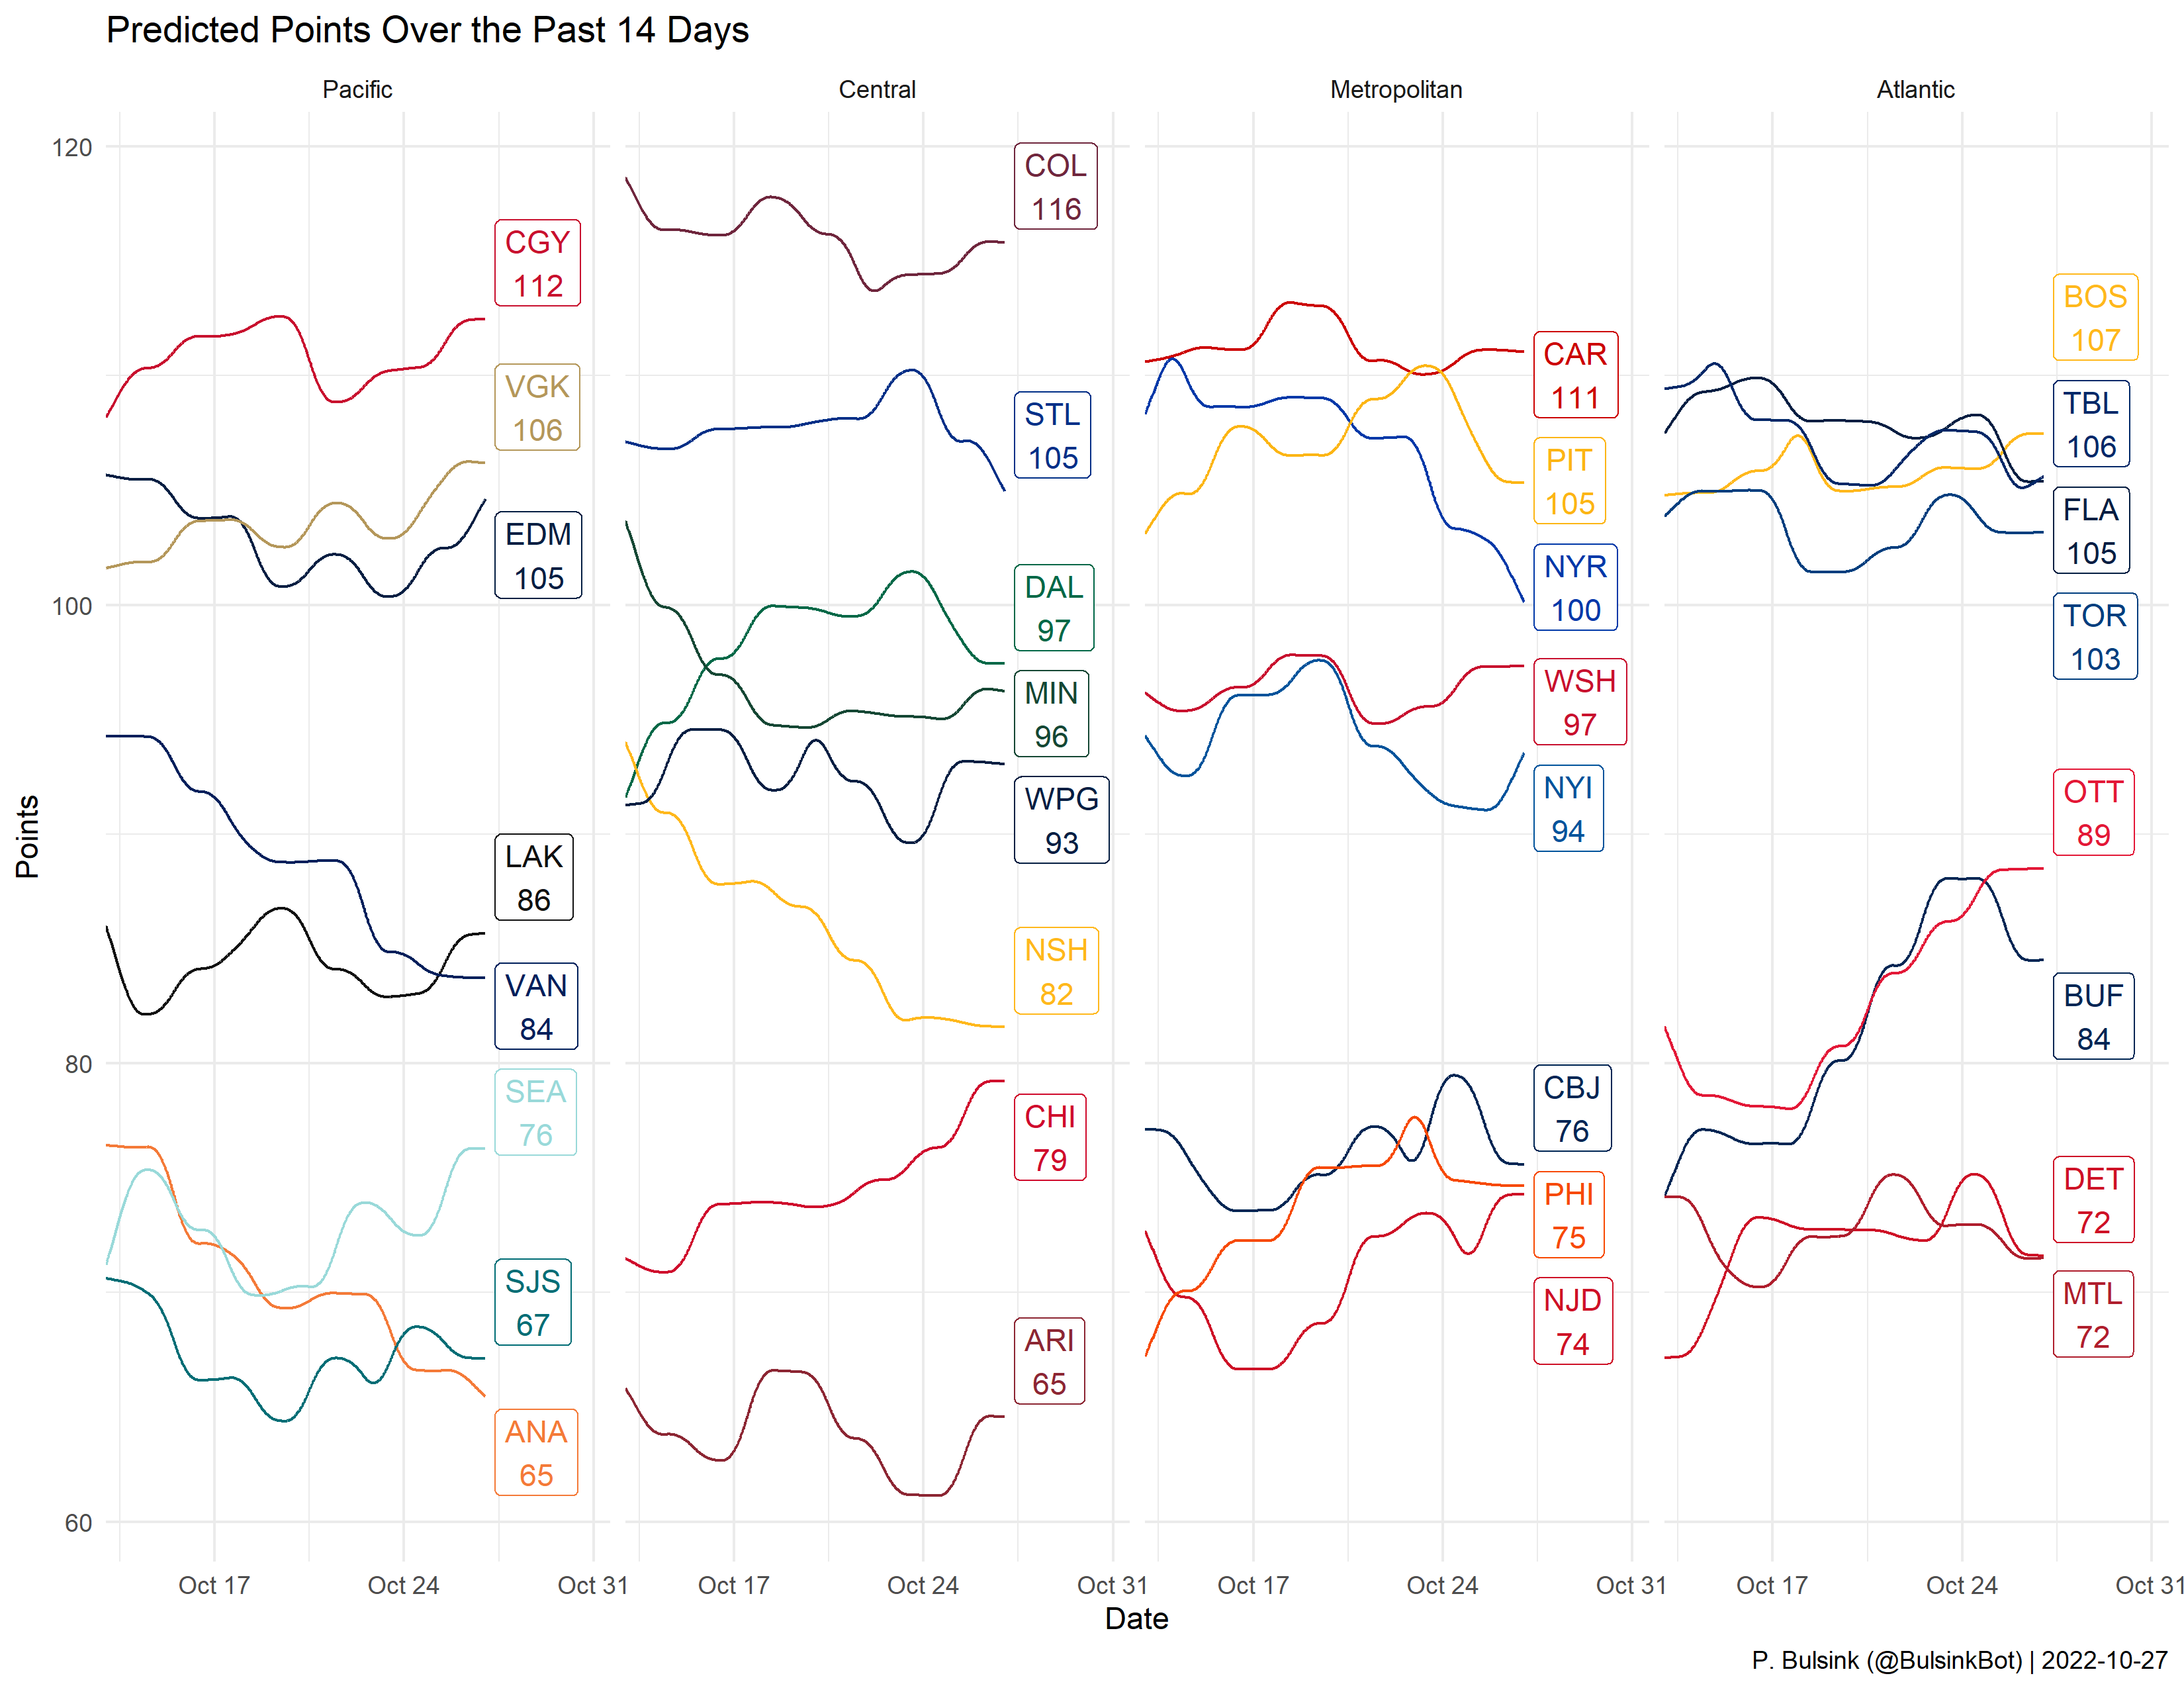 Predicted Points Over the Past 14 Days
Pacific
Central
Metropolitan
Atlantic
Points
120
100
80
60
CGY
112
VGK
106
EDM
105
LAK
86
VAN
84
SEA
76
SJS
67
ANA
65
COL
116
STL
105
DAL
97
MIN
96
WPG
93
NSH
82
CHI
79
ARI
65
CAR
111
PIT
105
NYR
100
WSH
97
NYI
94
CBJ
76
PHI
75
NJD
74
BOS
107
TBL
106
FLA
105
TOR
103
OTT
89
BUF
84
DET
72
MTL
72
Oct 17 Oct 24 Oct 31 Oct 17 Oct 24 Oct 31 Oct 17 Oct 24 Oct 31 Oct 17 Oct 24 Oct 31
Date
P. Bulsink (@BulsinkBot) | 2022-10-27